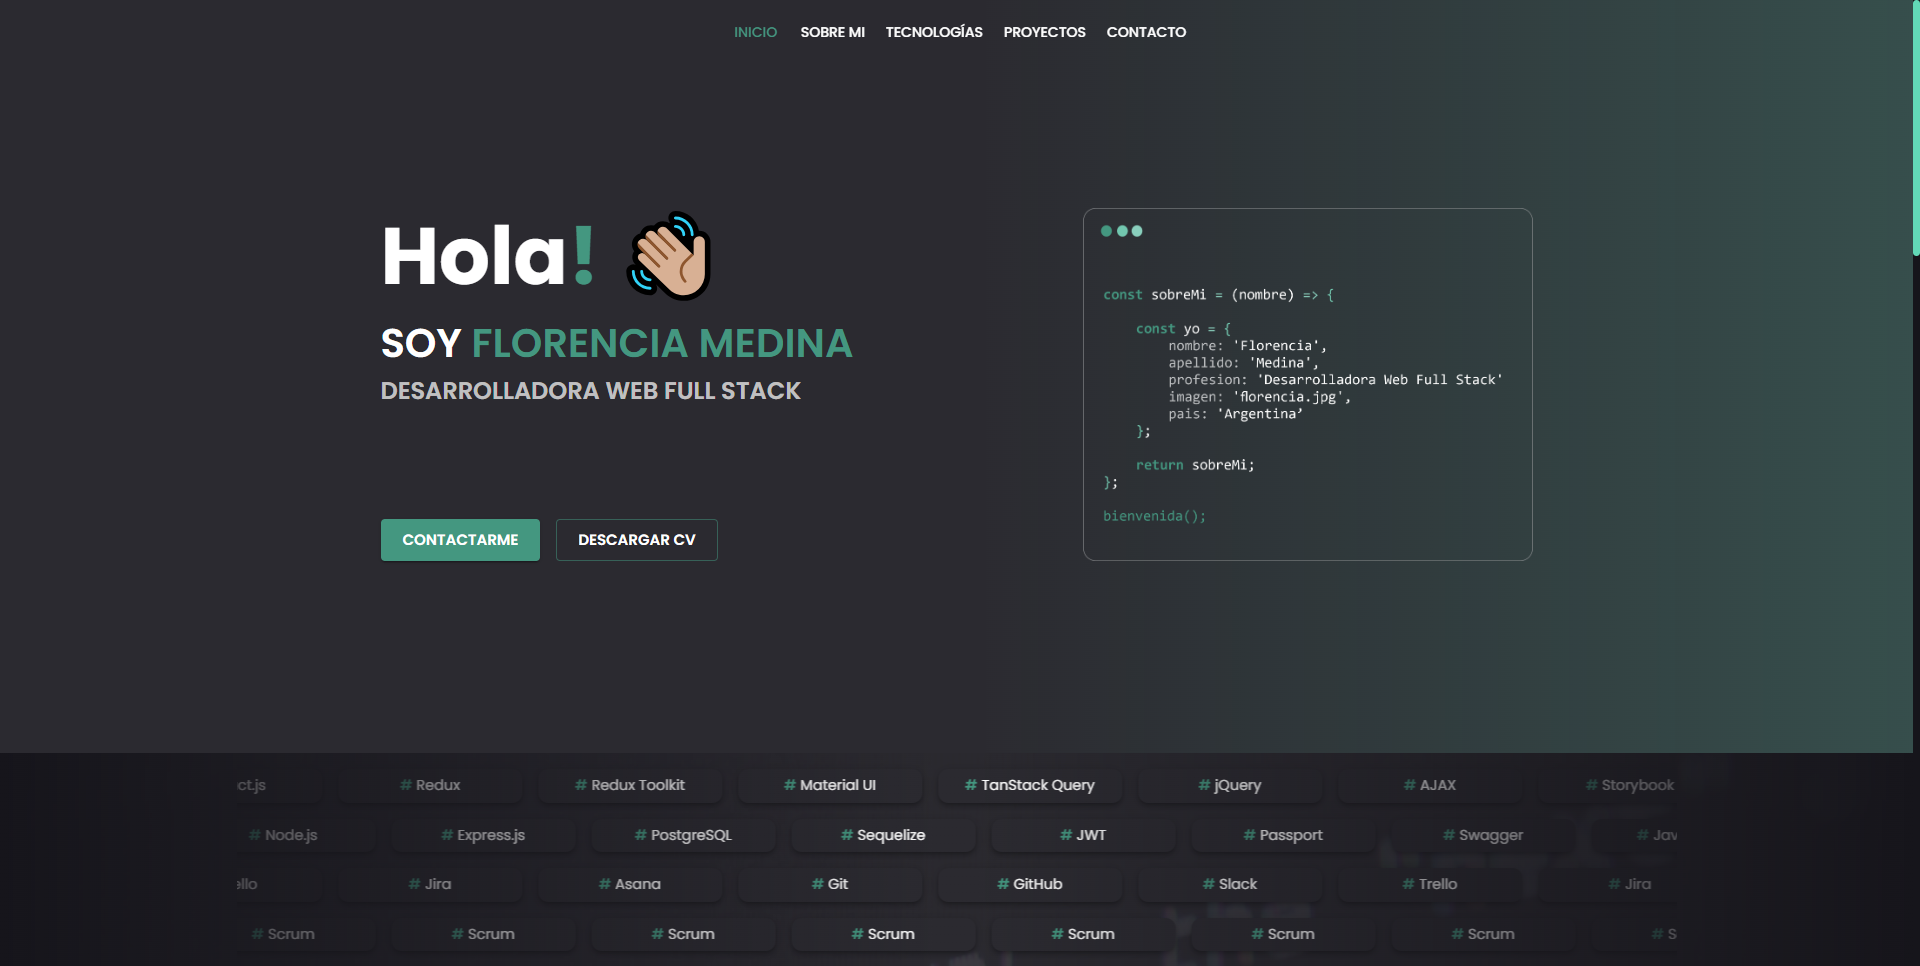 INICIO SOBRE MI TECNOLOGÍAS PROYECTOS CONTACTO
Hola!
SOY FLORENCIA MEDINA
DESARROLLADORA WEB FULL STACK
CONTACTARME DESCARGAR CV
const sobreMi = (nombre) => {
const yo = {
nombre: 'Florencia',
apellido: 'Medina',
profesion: 'Desarrolladora Web Full Stack'
imagen: 'florencia.jpg',
pais: 'Argentina’
};
return sobreMi;
};
bienvenida();
ct.js # Redux # Redux Toolkit # Material UI # TanStack Query # jQuery # AJAX # Storybook
# Node.js # Express.js # PostgreSQL # Sequelize # JWT # Passport # Swagger # Jav
ello # Jira # Asana # Git # GitHub # Slack # Trello # Jira
# Scrum # Scrum # Scrum # Scrum # Scrum # Scrum # Scrum # S